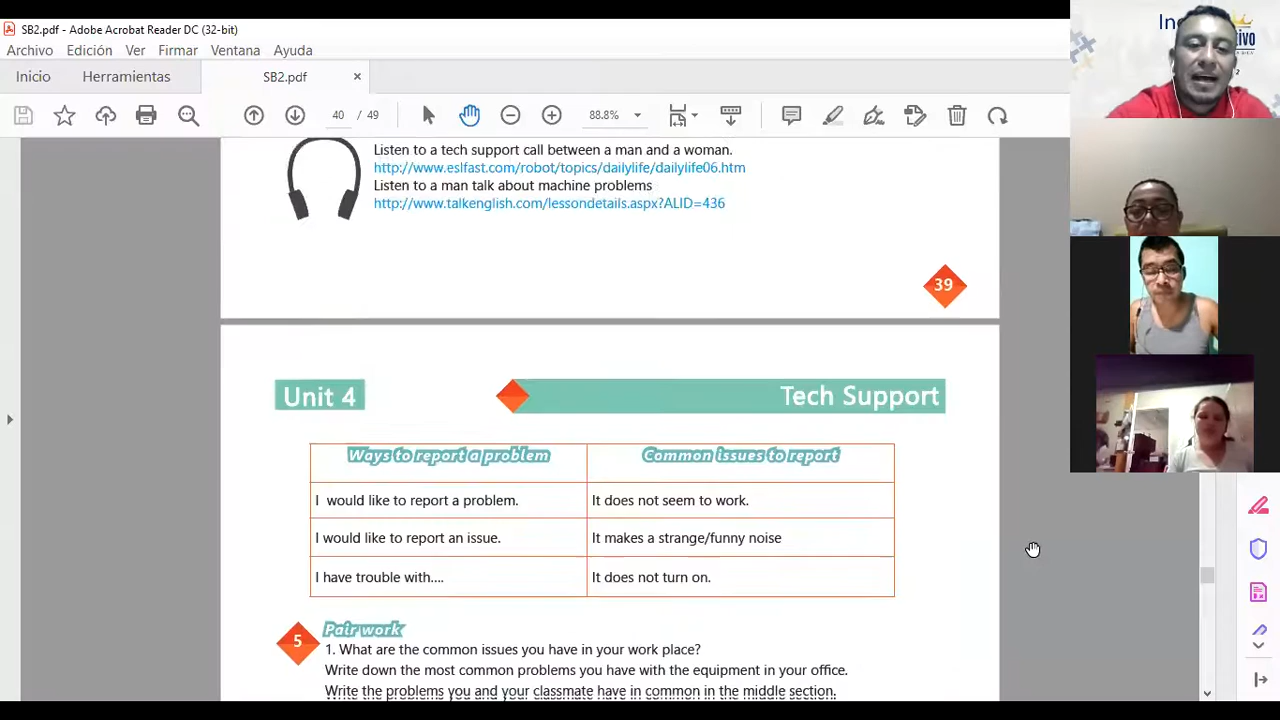 SB2.pdf - Adobe Acrobat Reader DC (32-bit)
Archivo Edición Ver Firmar Ventana Ayuda
Inicio Herramientas SB2.pdf ×
40 / 49 88.8%
Listen to a tech support call between a man and a woman.
http://www.eslfast.com/robot/topics/dailylife/dailylife06.htm
Listen to a man talk about machine problems
http://www.talkenglish.com/lessondetails.aspx?ALID=436
39
Unit 4 Tech Support
Ways to report a problem Common issues to report
I would like to report a problem. It does not seem to work.
I would like to report an issue. It makes a strange/funny noise
I have trouble with.... It does not turn on.
5 Pair work
1. What are the common issues you have in your work place?
Write down the most common problems you have with the equipment in your office.
Write the problems you and your classmate have in common in the middle section.